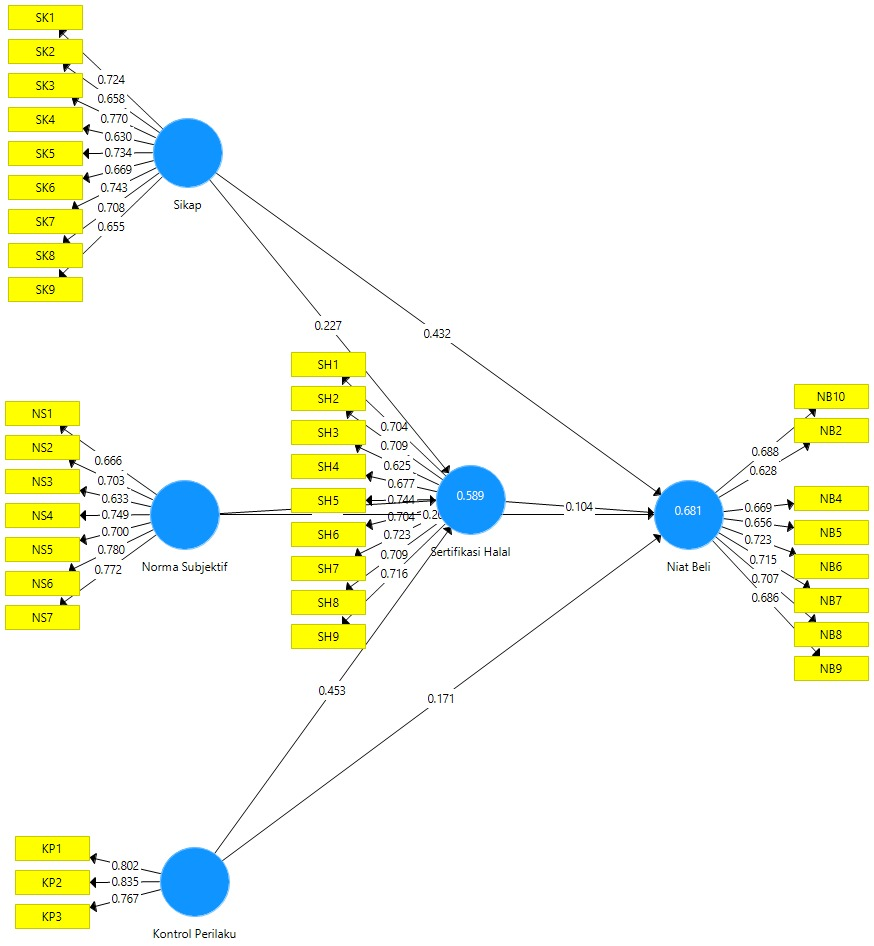 SK1
SK2
SK3
SK4
SK5
SK6
SK7
SK8
SK9
0.724
0.658
0.770
0.630
0.734
0.669
0.743
0.708
0.655
Sikap
0.227
0.432
SH1
SH2
SH3
SH4
SH5
SH6
SH7
SH8
SH9
0.704
0.709
0.625
0.677
0.744
0.704
0.723
0.709
0.716
0.589
Sertifikasi Halal
NS1
NS2
NS3
NS4
NS5
NS6
NS7
0.666
0.703
0.633
0.749
0.700
0.780
0.772
Norma Subjektif
0.104
0.681
Niat Beli
NB10
NB2
NB4
NB5
NB6
NB7
NB8
NB9
0.688
0.628
0.669
0.656
0.723
0.715
0.707
0.686
0.453
0.171
KP1
KP2
KP3
0.802
0.835
0.767
Kontrol Perilaku